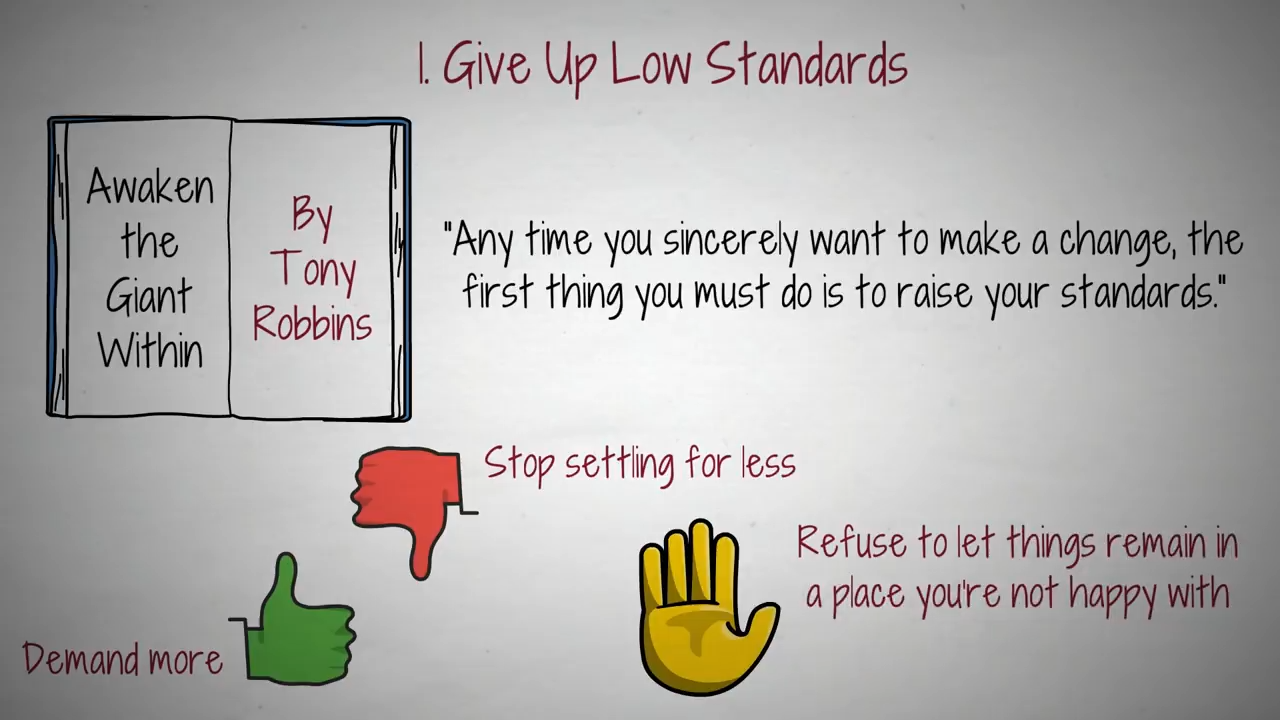 1. Give Up Low Standards
Awaken
the
Giant
Within
By
Tony
Robbins
"Any time you sincerely want to make a change, the
first thing you must do is to raise your standards."
Stop settling for less
Refuse to let things remain in
a place you're not happy with
Demand more